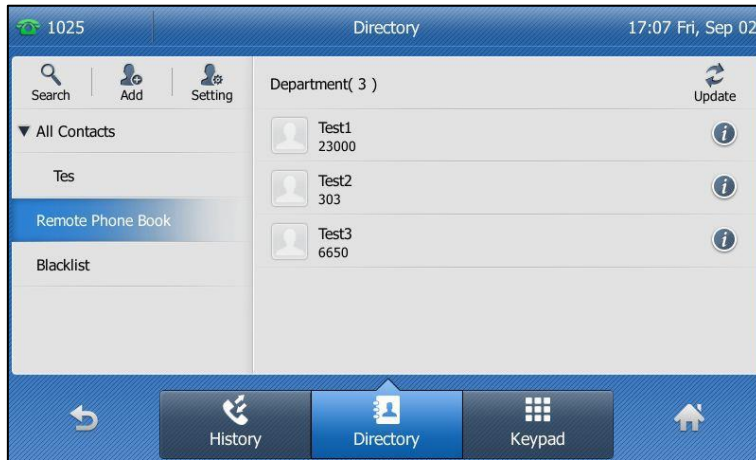 1025 Directory 17:07 Fri, Sep 02
Search Add Setting
All Contacts
Tes
Remote Phone Book
Blacklist
Department( 3 )
Update
Test1
23000
Test2
303
Test3
6650
History Directory Keypad